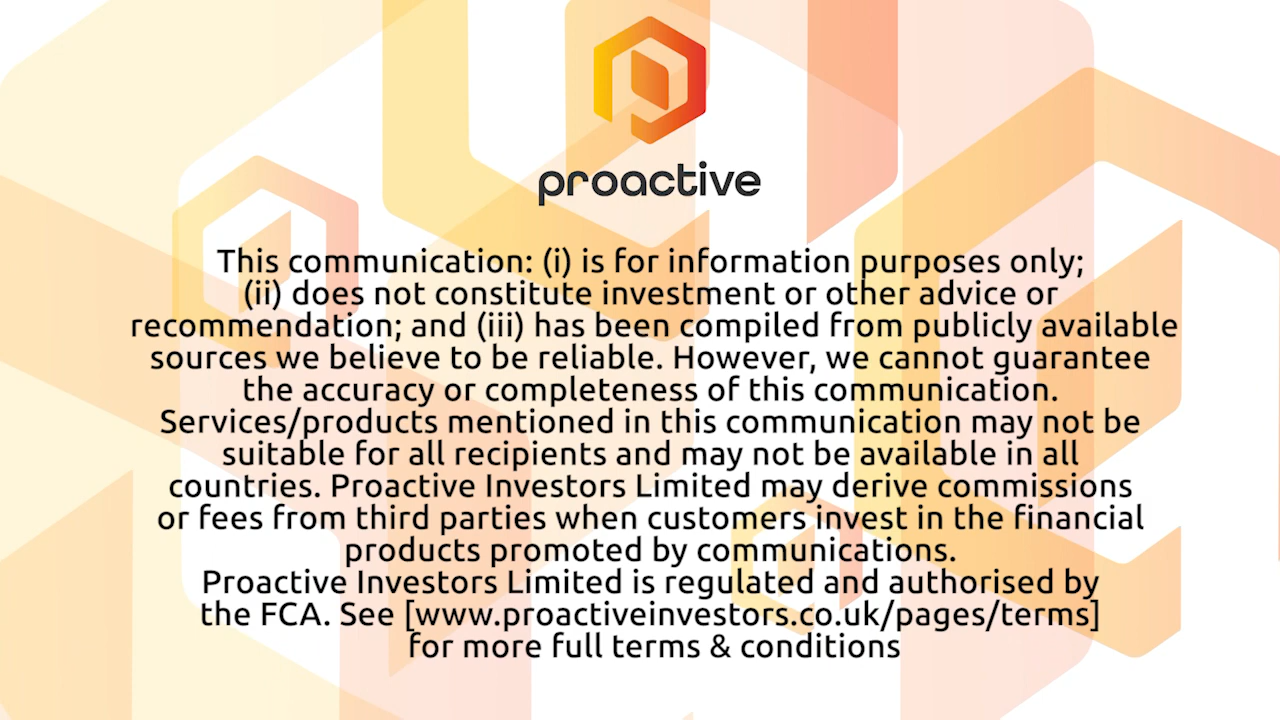 proactive
This communication: (i) is for information purposes only;
(ii) does not constitute investment or other advice or
recommendation; and (iii) has been compiled from publicly available
sources we believe to be reliable. However, we cannot guarantee
the accuracy or completeness of this communication.
Services/products mentioned in this communication may not be
suitable for all recipients and may not be available in all
countries. Proactive Investors Limited may derive commissions
or fees from third parties when customers invest in the financial
products promoted by communications.
Proactive Investors Limited is regulated and authorised by
the FCA. See [www.proactiveinvestors.co.uk/pages/terms]
for more full terms & conditions